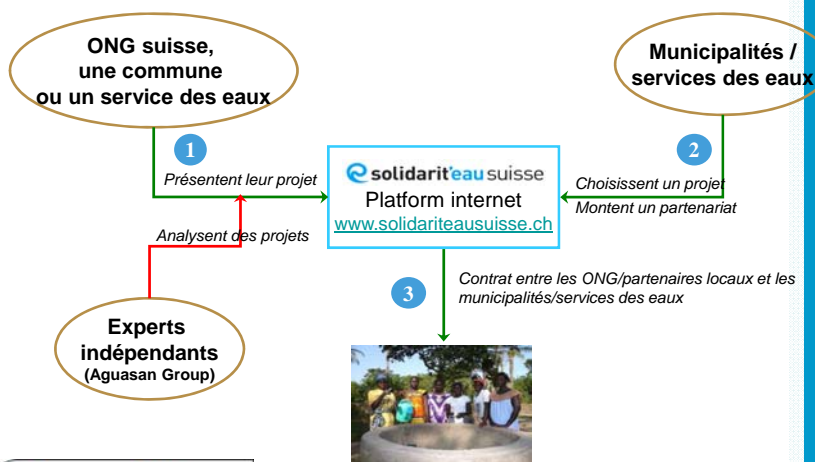 ONG suisse,
une commune
ou un service des eaux
Municipalités /
services des eaux
1
Présentent leur projet
2
Choisissent un projet
Montent un partenariat
solidarit'eau suisse
Platform internet
www.solidariteausuisse.ch
Analysent des projets
3
Contrat entre les ONG/partenaires locaux et les
municipalités/services des eaux
Experts
indépendants
(Aguasan Group)